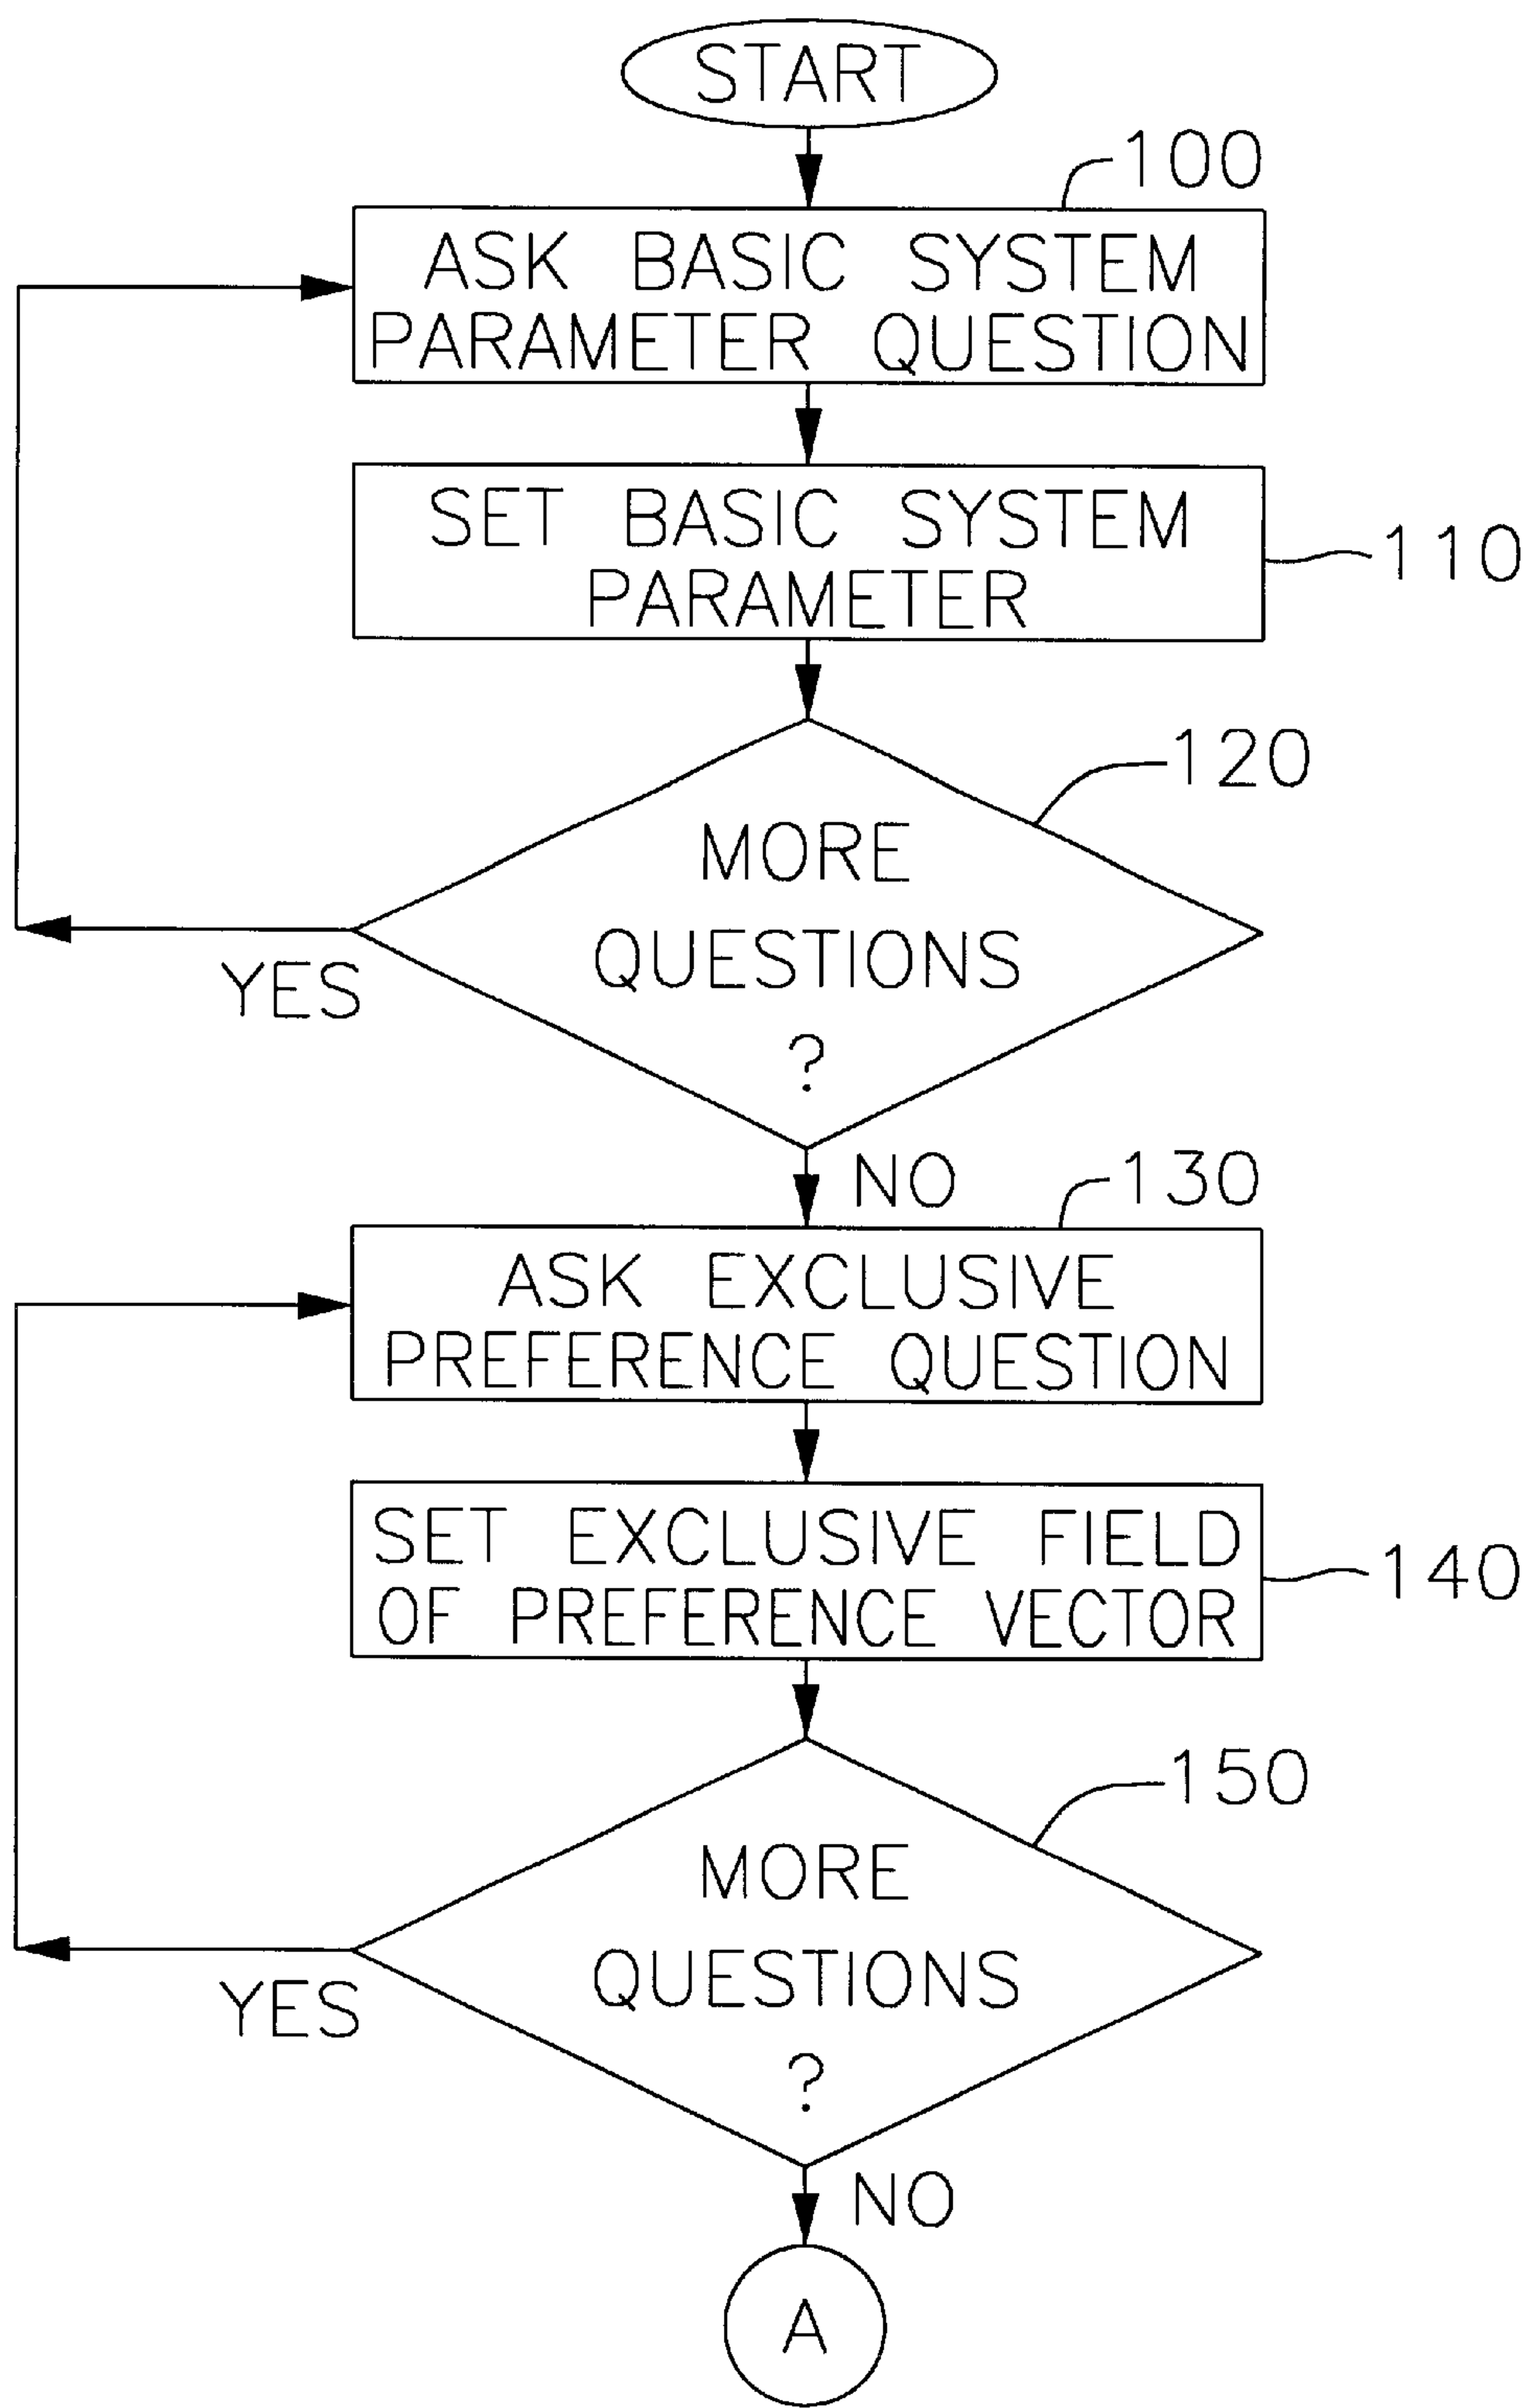 START
100
ASK BASIC SYSTEM
PARAMETER QUESTION
SET BASIC SYSTEM
PARAMETER
110
120
MORE
QUESTIONS
?
YES
NO
130
ASK EXCLUSIVE
PREFERENCE QUESTION
SET EXCLUSIVE FIELD
OF PREFERENCE VECTOR
140
150
MORE
QUESTIONS
?
YES
NO
A